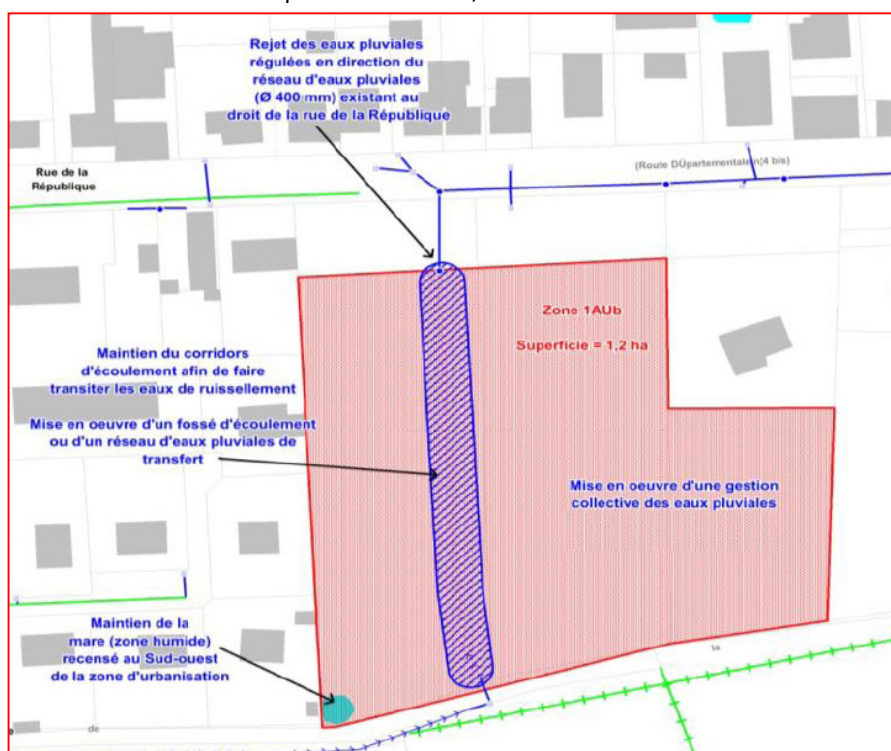 Rejet des eaux pluviales
régulées en direction du
réseau d'eaux pluviales
(Ø 400 mm) existant au
droit de la rue de la République
Rue de la
République
(Route DÜpartementale
4 bis)
Zone 1AUb
Superficie = 1,2 ha
Maintien du corridors
d'écoulement afin de faire
transiter les eaux de ruissellement
Mise en oeuvre d'un fossé d'écoulement
ou d'un réseau d'eaux pluviales de
transfert
Mise en oeuvre d'une gestion
collective des eaux pluviales
Maintien de la
mare (zone humide)
recensé au Sud-ouest
de la zone d'urbanisation
la
de